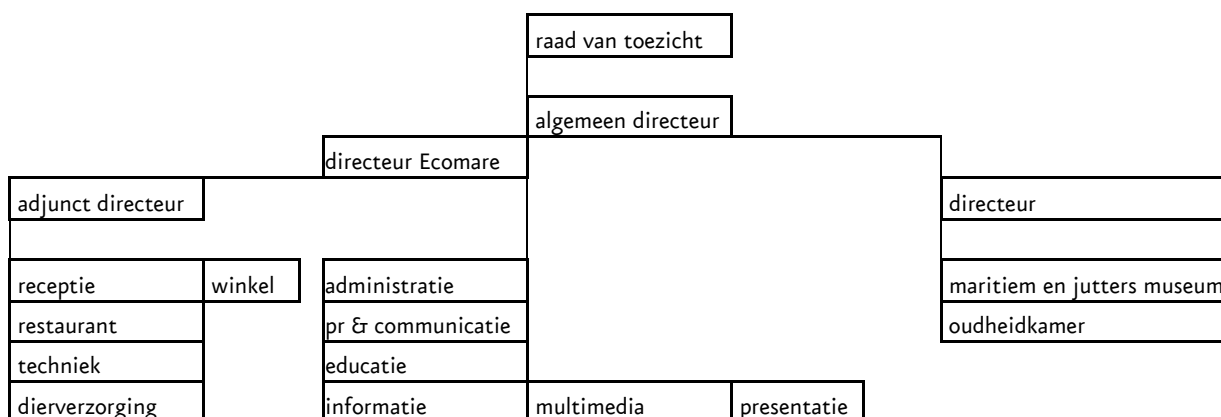 raad van toezicht
algemeen directeur
directeur Ecomare
adjunct directeur directeur
receptie winkel administratie maritiem en jutters museum
restaurant pr & communicatie oudheidkamer
techniek educatie
dierverzorging informatie multimedia presentatie